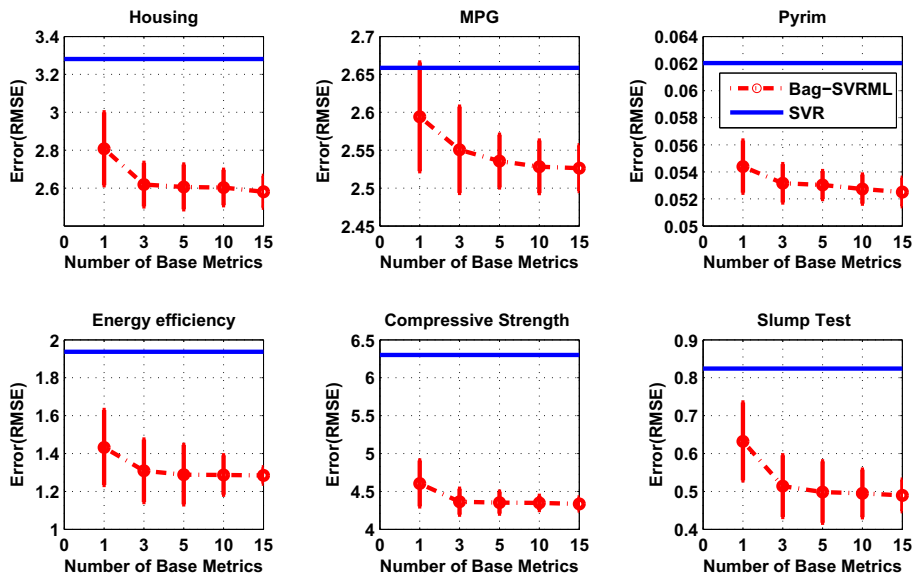 Housing
MPG
Pyrim
3.4
3.2
3
2.8
2.6
Error(RMSE)
0 1 3 5 10 15
Number of Base Metrics
2.7
2.65
2.6
2.55
2.5
2.45
Error(RMSE)
0 1 3 5 10 15
Number of Base Metrics
0.064
0.062
0.06
0.058
0.056
0.054
0.052
0.05
Error(RMSE)
Bag-SVRML
SVR
0 1 3 5 10 15
Number of Base Metrics
Energy efficiency
Compressive Strength
Slump Test
2
1.8
1.6
1.4
1.2
1
Error(RMSE)
0 1 3 5 10 15
Number of Base Metrics
6.5
6
5.5
5
4.5
4
Error(RMSE)
0 1 3 5 10 15
Number of Base Metrics
0.9
0.8
0.7
0.6
0.5
0.4
Error(RMSE)
0 1 3 5 10 15
Number of Base Metrics